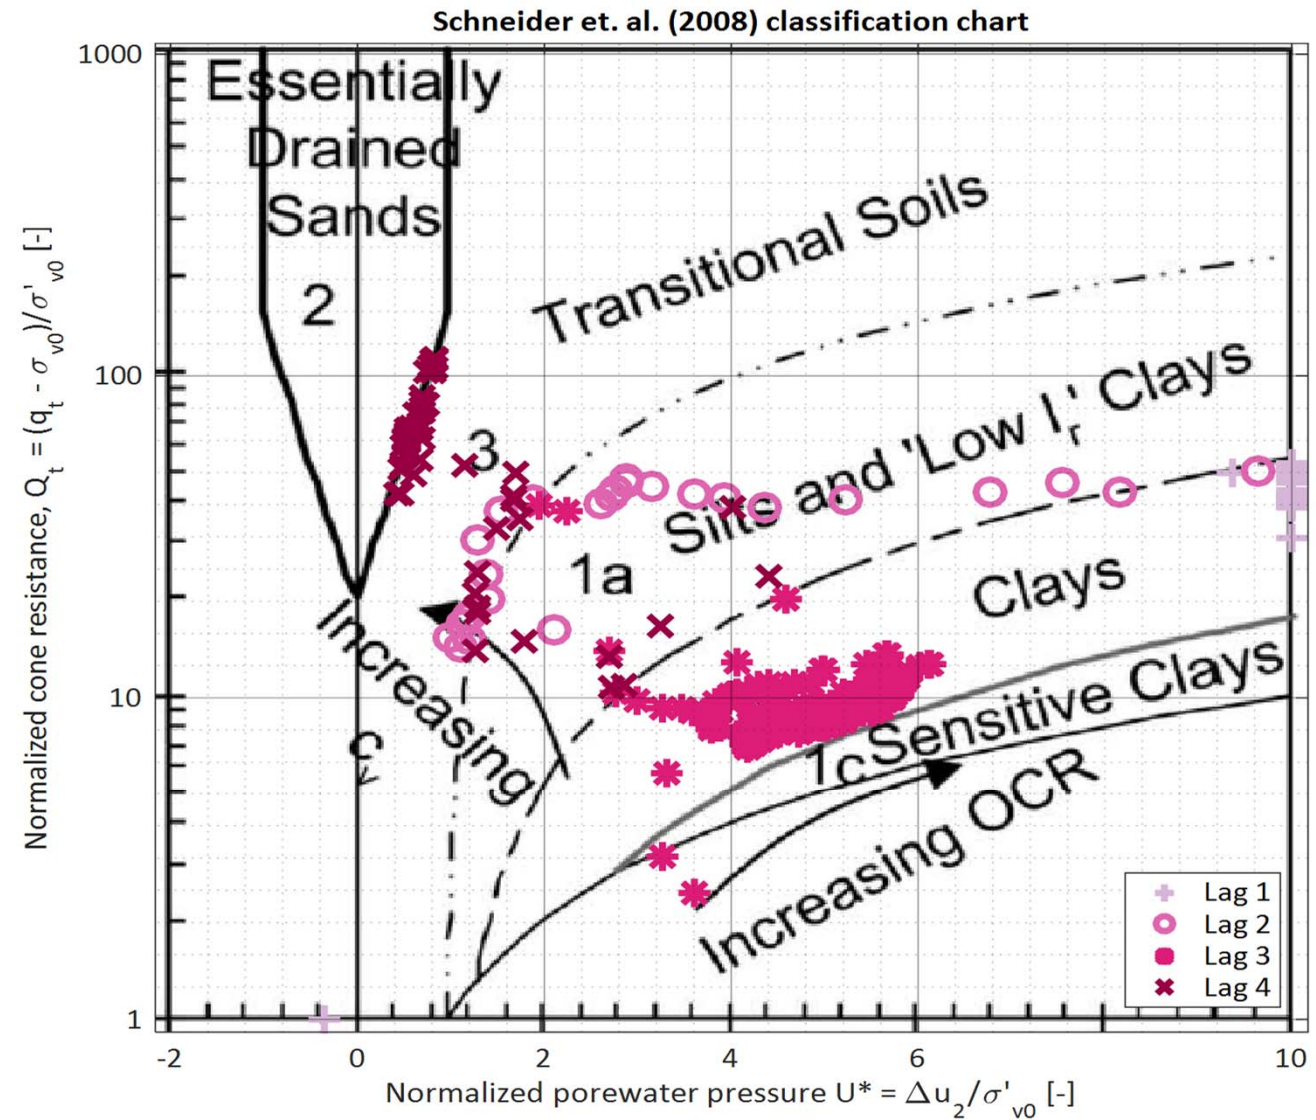 Schneider et. al. (2008) classification chart
Normalized cone resistance, Qt = (qt - σv0)/σ'v0 [-]
1000
100
10
1
Essentially
Drained
Sands
2
Transitional Soils
3
Silts and 'Low Ir' Clays
1a
Clays
Increasing
cv
1c Sensitive Clays
Increasing OCR
Lag 1
Lag 2
Lag 3
Lag 4
-2
0
2
4
6
10
Normalized porewater pressure U* = Δu2/σ'v0 [-]